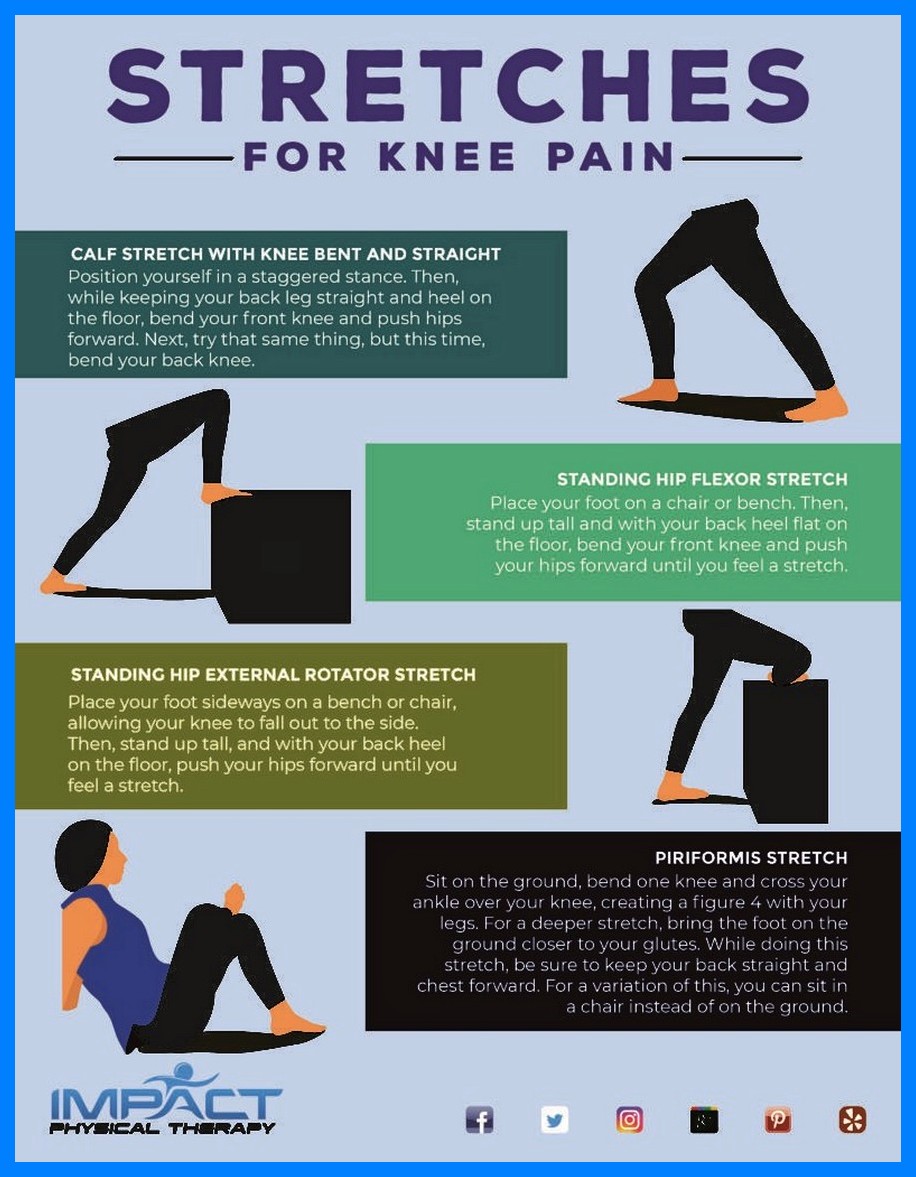 STRETCHES
FOR KNEE PAIN
CALF STRETCH WITH KNEE BENT AND STRAIGHT
Position yourself in a staggered stance. Then,
while keeping your back leg straight and heel on
the floor, bend your front knee and push hips
forward. Next, try that same thing, but this time,
bend your back knee.
STANDING HIP FLEXOR STRETCH
Place your foot on a chair or bench. Then,
stand up tall and with your back heel flat on
the floor, bend your front knee and push
your hips forward until you feel a stretch.
STANDING HIP EXTERNAL ROTATOR STRETCH
Place your foot sideways on a bench or chair,
allowing your knee to fall out to the side.
Then, stand up tall, and with your back heel
on the floor, push your hips forward until you
feel a stretch.
PIRIFORMIS STRETCH
Sit on the ground, bend one knee and cross your
ankle over your knee, creating a figure 4 with your
legs. For a deeper stretch, bring the foot on the
ground closer to your glutes. While doing this
stretch, be sure to keep your back straight and
chest forward. For a variation of this, you can sit in
a chair instead of on the ground.
IMPACT
PHYSICAL THERAPY